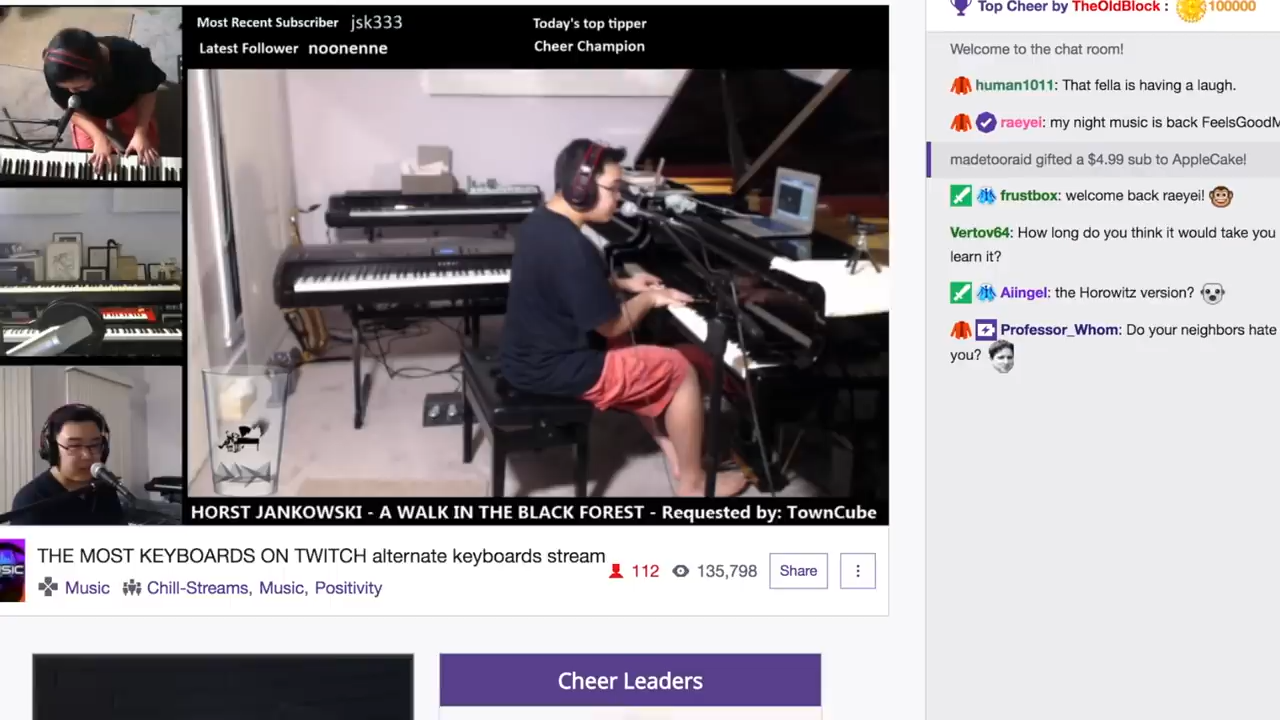 Most Recent Subscriber jsk333
Latest Follower noonenne
Today's top tipper
Cheer Champion
HORST JANKOWSKI - A WALK IN THE BLACK FOREST - Requested by: TownCube
THE MOST KEYBOARDS ON TWITCH alternate keyboards stream
112 135,798 Share
Music Chill-Streams, Music, Positivity
Cheer Leaders
Top Cheer by TheOldBlock : 100000
Welcome to the chat room!
human1011: That fella is having a laugh.
raeyei: my night music is back FeelsGoodM
madetooraid gifted a $4.99 sub to AppleCake!
frustbox: welcome back raeyei!
Vertov64: How long do you think it would take you
learn it?
Aiingel: the Horowitz version?
Professor_Whom: Do your neighbors hate
you?